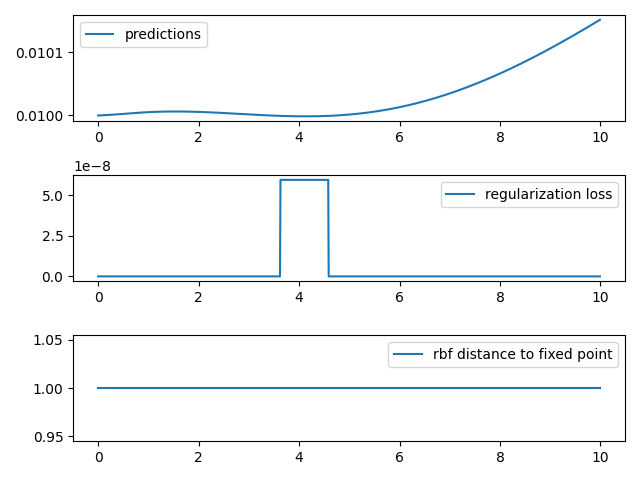 predictions
0.0101
0.0100
0 2 4 6 8 10
1e−8
regularization loss
5.0
2.5
0.0
0 2 4 6 8 10
1.05
rbf distance to fixed point
1.00
0.95
0 2 4 6 8 10